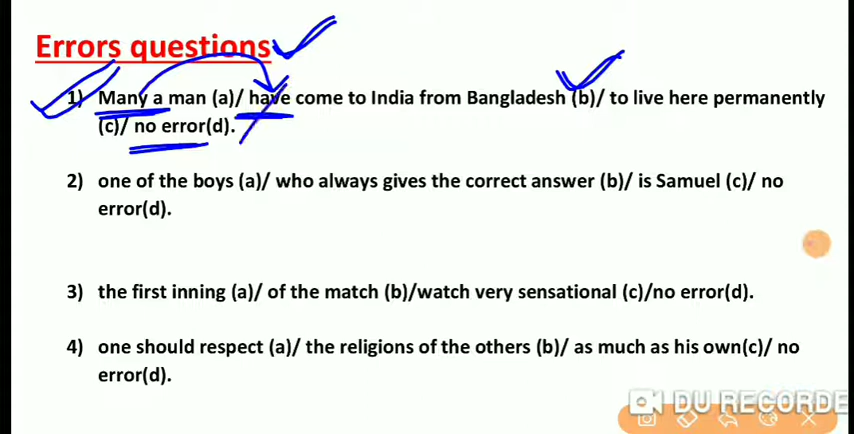 Errors questions
1) Many a man (a)/ have come to India from Bangladesh (b)/ to live here permanently
(c)/ no error(d).
2) one of the boys (a)/ who always gives the correct answer (b)/ is Samuel (c)/ no
error(d).
3) the first inning (a)/ of the match (b)/watch very sensational (c)/no error(d).
4) one should respect (a)/ the religions of the others (b)/ as much as his own(c)/ no
error(d).
DU RECORDE